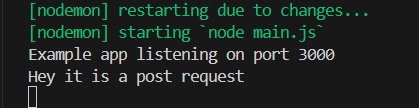 [nodemon] restarting due to changes...
[nodemon] starting `node main.js`
Example app listening on port 3000
Hey it is a post request